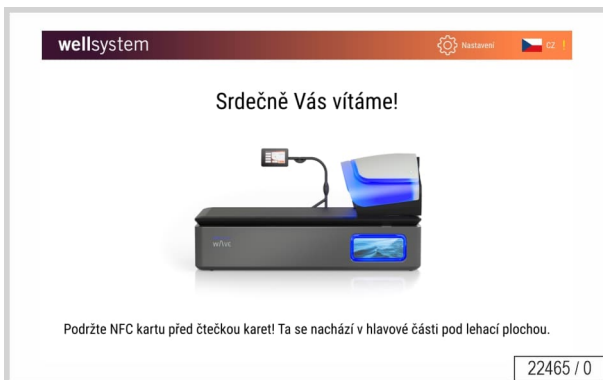 wellsystem
Nastavení
CZ !
Srdečně Vás vítáme!
Podržte NFC kartu před čtečkou karet! Ta se nachází v hlavové části pod lehací plochou.
22465 / 0